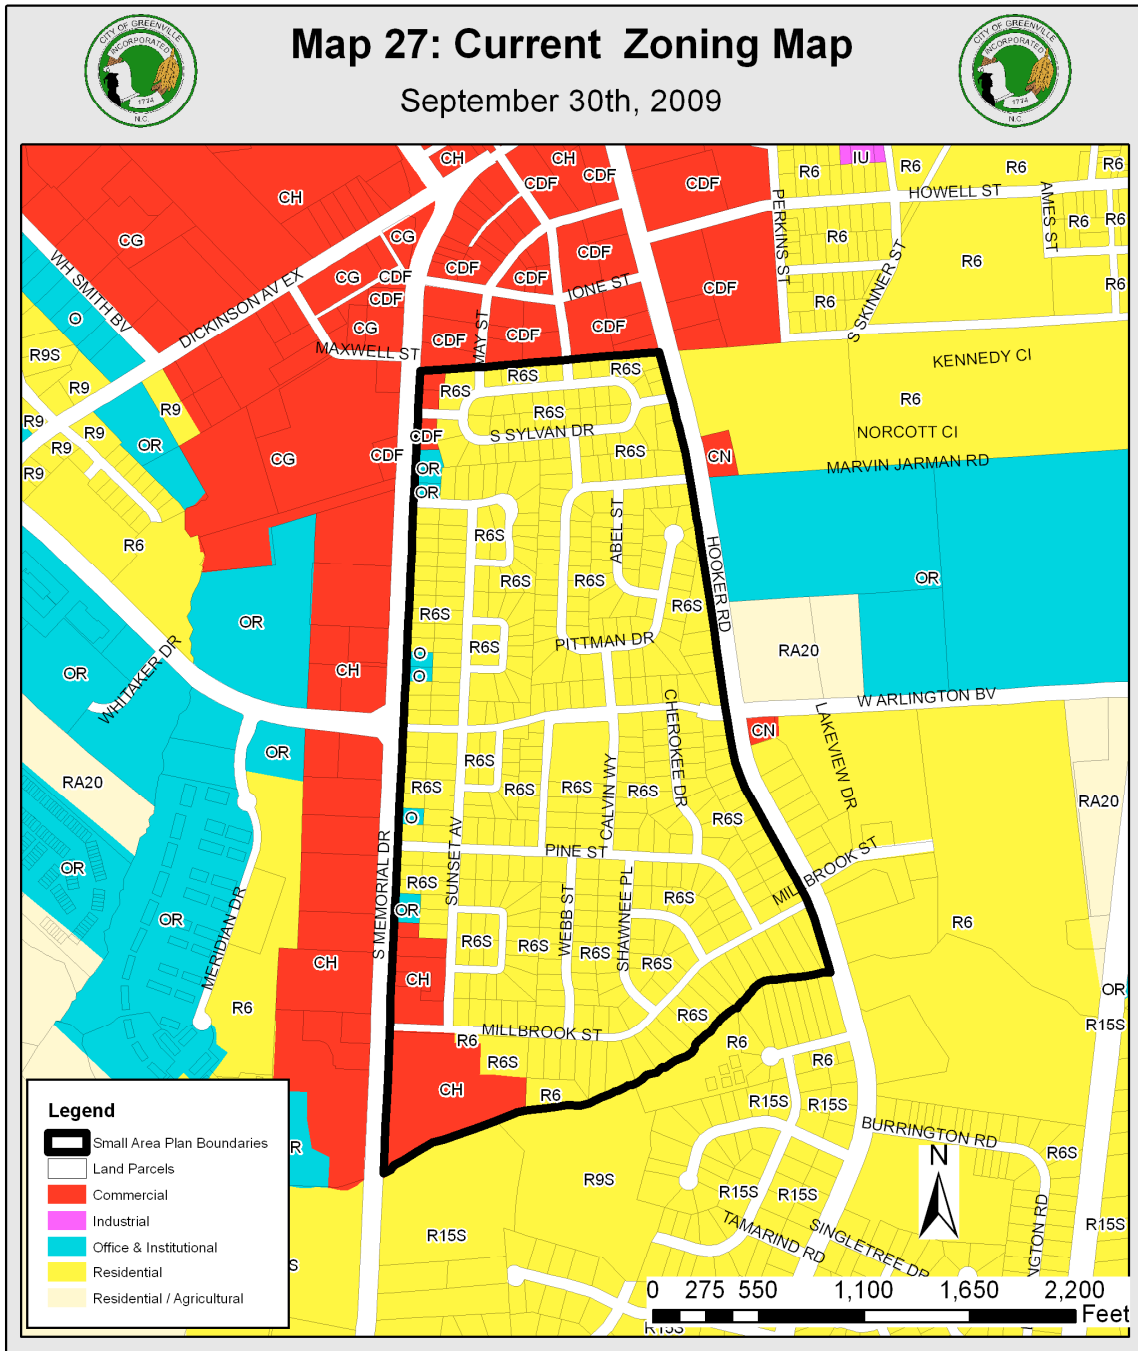 Map 27: Current Zoning Map
September 30th, 2009
CITY OF GREENVILLE
INCORPORATED
1774
N.C.
CITY OF GREENVILLE
INCORPORATED
1774
N.C.
CH
CH
CH
CDF
CDF
CDF
IU
R6
R6
R6
R6
HOWELL ST
PERKINS ST
AMES ST
R6
R6
R6
CG
CG
CDF
R6
R6
S SKINNER ST
WH SMITH BV
CG
CDF
CDF
CDF
CDF
IONE ST
CDF
R6
R6
O
DICKINSON AV EX
CG
MAY ST
CDF
CDF
CDF
R9S
MAXWELL ST
KENNEDY CI
R9
R9
R6S
R6S
R6S
R6
R9
R9
R9
R9
OR
CG
CDF
CDF
R6S
S SYLVAN DR
R6S
NORCOTT CI
CN
MARVIN JARMAN RD
OR
OR
R6
R6S
R6S
ABEL ST
R6S
HOOKER RD
OR
OR
R6S
R6S
R6S
PITTMAN DR
RA20
WHITAKER DR
OR
CH
O
O
CHEROKEE DR
W ARLINGTON BV
LAKEVIEW DR
CN
OR
R6S
RA20
R6S
R6S
R6S
CALVIN WY
R6S
R6S
RA20
O
S MEMORIAL DR
SUNSET AV
PINE ST
MILLBROOK ST
OR
MERIDIAN DR
OR
R6S
OR
WEBB ST
SHAWNEE PL
R6S
R6S
R6S
R6S
R6S
R6
CH
CH
R6
R6S
OR
R15S
MILLBROOK ST
R6
R6S
R6
R6
CH
R6
R15S
R15S
BURRINGTON RD
R6S
R
R9S
R15S
R15S
TAMARIND RD
SINGLETREE DR
NGTON RD
R15S
R15S
S
R15S
N
Legend
Small Area Plan Boundaries
Land Parcels
Commercial
Industrial
Office & Institutional
Residential
Residential / Agricultural
0 275 550 1,100 1,650 2,200
Feet